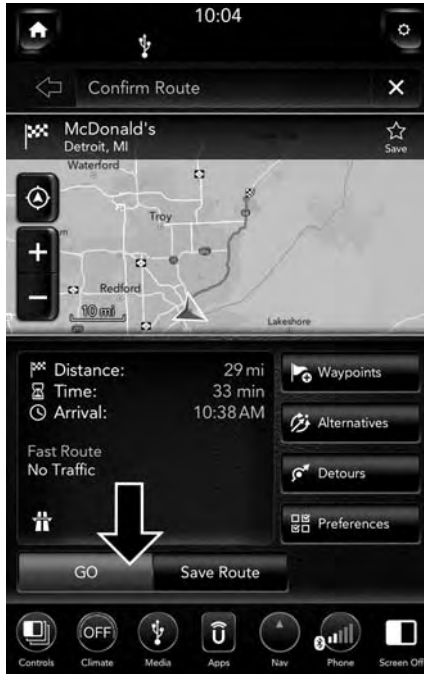 10:04
Confirm Route
McDonald's
Detroit, MI
Save
Waterford
Troy
Redford
10 mi
Lakeshore
Distance: 29 mi
Time: 33 min
Arrival: 10:38 AM
Fast Route
No Traffic
Waypoints
Alternatives
Detours
Preferences
GO Save Route
OFF
Controls Climate Media Apps Nav Phone Screen Off